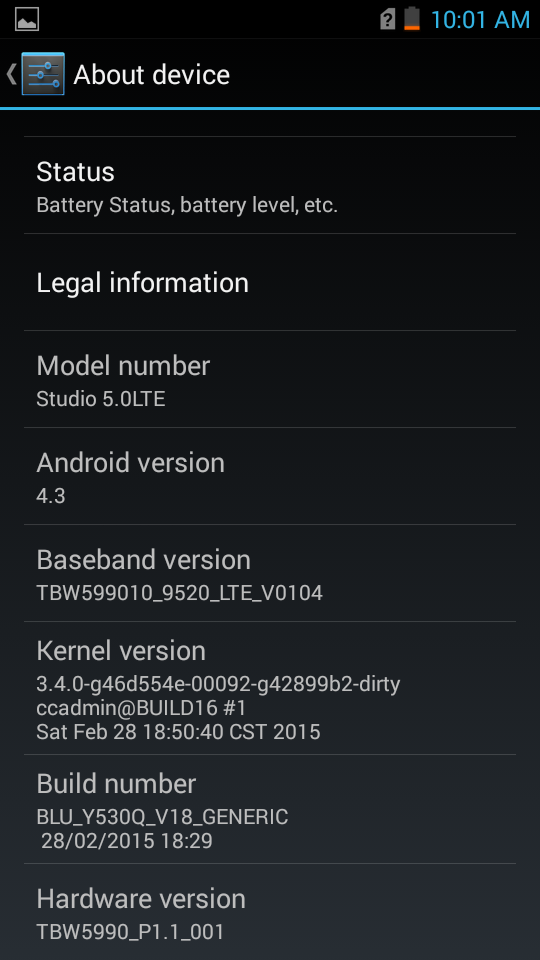 10:01 AM
About device
Status
Battery Status, battery level, etc.
Legal information
Model number
Studio 5.0LTE
Android version
4.3
Baseband version
TBW599010_9520_LTE_V0104
Kernel version
3.4.0-g46d554e-00092-g42899b2-dirty
ccadmin@BUILD16 #1
Sat Feb 28 18:50:40 CST 2015
Build number
BLU_Y530Q_V18_GENERIC
28/02/2015 18:29
Hardware version
TBW5990_P1.1_001